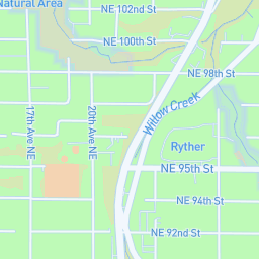 Natural Area
NE 102nd St
NE 100th St
NE 98th St
Willow Creek
17th Ave NE
20th Ave NE
Ryther
NE 95th St
NE 94th St
NE 92nd St